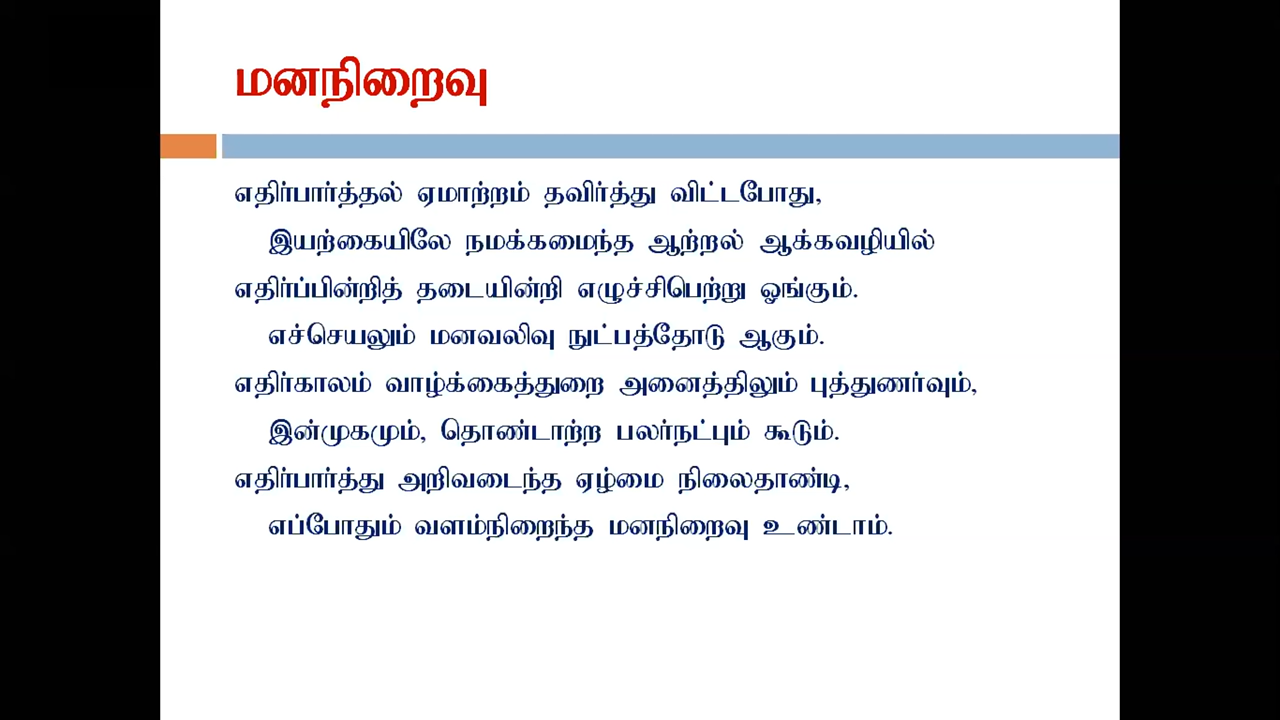 மனநிறைவு
எதிர்பார்த்தல் ஏமாற்றம் தவிர்த்து விட்டபோது,
இயற்கையிலே நமக்கமைந்த ஆற்றல் ஆக்கவழியில்
எதிர்ப்பின்றித் தடையின்றி எழுச்சிபெற்று ஓங்கும்.
எச்செயலும் மனவலிவு நுட்பத்தோடு ஆகும்.
எதிர்காலம் வாழ்க்கைத்துறை அனைத்திலும் புத்துணர்வும்,
இன்முகமும், தொண்டாற்ற பலர்நட்பும் கூடும்.
எதிர்பார்த்து அறிவடைந்த ஏழ்மை நிலைதாண்டி,
எப்போதும் வளம்நிறைந்த மனநிறைவு உண்டாம்.